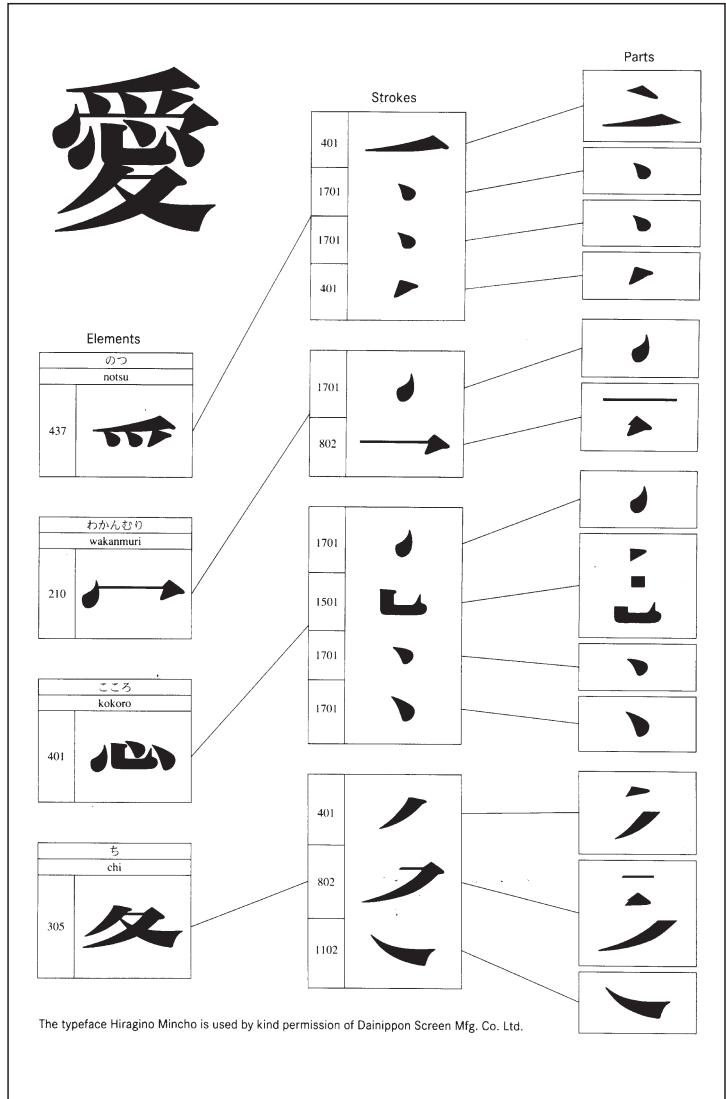 愛
Parts
Strokes
401
1701
1701
401
Elements
のつ
notsu
437
1701
802
わかんむり
wakanmuri
210
1701
1501
1701
1701
こころ
kokoro
401
心
401
802
1102
ち
chi
305
夂
The typeface Hiragino Mincho is used by kind permission of Dainippon Screen Mfg. Co. Ltd.